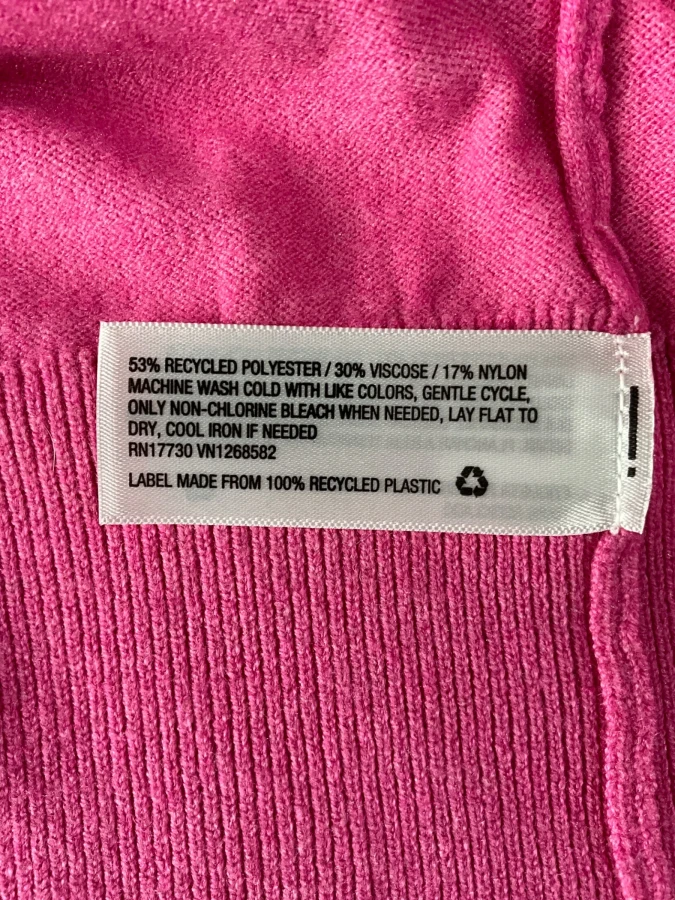 53% RECYCLED POLYESTER / 30% VISCOSE / 17% NYLON
MACHINE WASH COLD WITH LIKE COLORS, GENTLE CYCLE,
ONLY NON-CHLORINE BLEACH WHEN NEEDED, LAY FLAT TO
DRY, COOL IRON IF NEEDED
RN17730 VN1268582
LABEL MADE FROM 100% RECYCLED PLASTIC